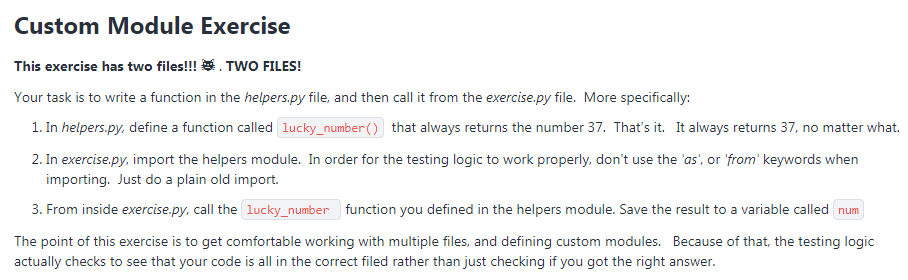 Custom Module Exercise
This exercise has two files!!! 😈 . TWO FILES!
Your task is to write a function in the helpers.py file, and then call it from the exercise.py file.  More specifically:
1. In helpers.py, define a function called lucky_number() that always returns the number 37.  That's it.  It always returns 37, no matter what.
2. In exercise.py, import the helpers module.  In order for the testing logic to work properly, don't use the 'as', or 'from' keywords when
importing.  Just do a plain old import.
3. From inside exercise.py, call the lucky_number function you defined in the helpers module. Save the result to a variable called num
The point of this exercise is to get comfortable working with multiple files, and defining custom modules.  Because of that, the testing logic
actually checks to see that your code is all in the correct filed rather than just checking if you got the right answer.